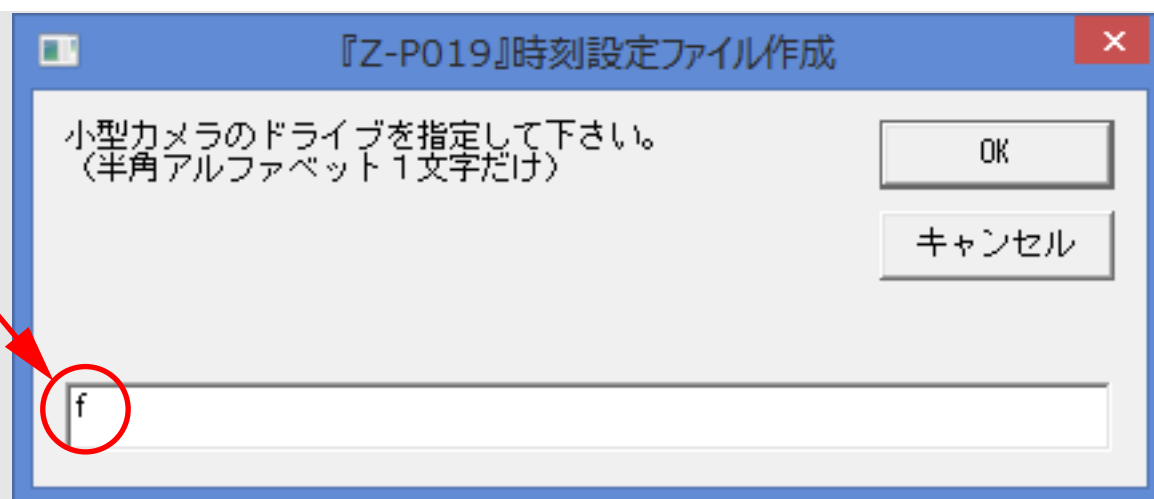 『Z-P019』時刻設定ファイル作成
小型カメラのドライブを指定して下さい。
(半角アルファベット1文字だけ)
OK
キャンセル
f